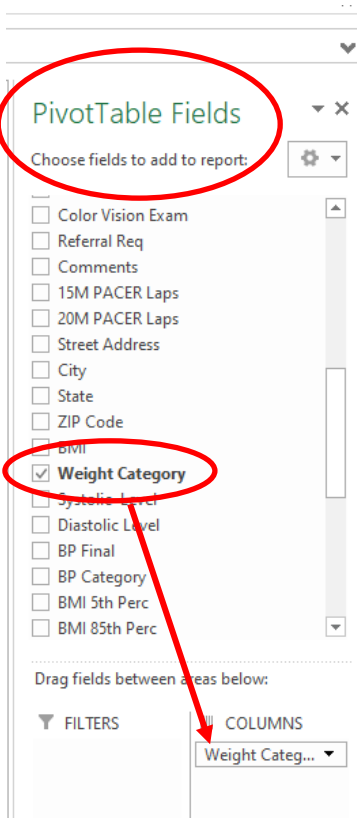 PivotTable Fields
Choose fields to add to report:
Color Vision Exam
Referral Req
Comments
15M PACER Laps
20M PACER Laps
Street Address
City
State
ZIP Code
BMI
Weight Category
Systolic Level
Diastolic Level
BP Final
BP Category
BMI 5th Perc
BMI 85th Perc
Drag fields between areas below:
FILTERS
COLUMNS
Weight Categ...